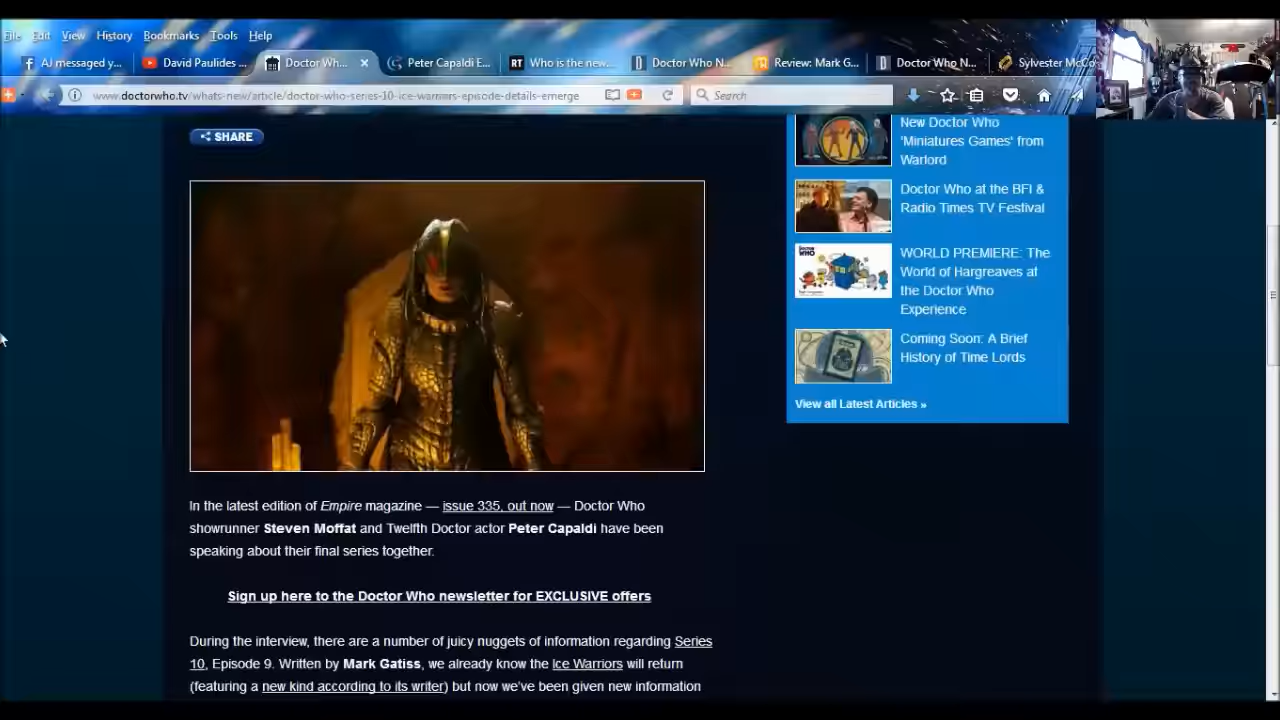 File Edit View History Bookmarks Tools Help
AJ messaged y... David Paulides ... Doctor Who... Peter Capaldi E... RT Who is the new... Doctor Who N... Review: Mark G... Doctor Who N... Sylvester McCo
www.doctorwho.tv/whats-new/article/doctor-who-series-10-ice-warriors-episode-details-emerge Search
SHARE
New Doctor Who
'Miniatures Games' from
Warlord
Doctor Who at the BFI &
Radio Times TV Festival
WORLD PREMIERE: The
World of Hargreaves at
the Doctor Who
Experience
Coming Soon: A Brief
History of Time Lords
View all Latest Articles »
In the latest edition of Empire magazine — issue 335, out now — Doctor Who
showrunner Steven Moffat and Twelfth Doctor actor Peter Capaldi have been
speaking about their final series together.
Sign up here to the Doctor Who newsletter for EXCLUSIVE offers
During the interview, there are a number of juicy nuggets of information regarding Series
10, Episode 9. Written by Mark Gatiss, we already know the Ice Warriors will return
(featuring a new kind according to its writer) but now we've been given new information